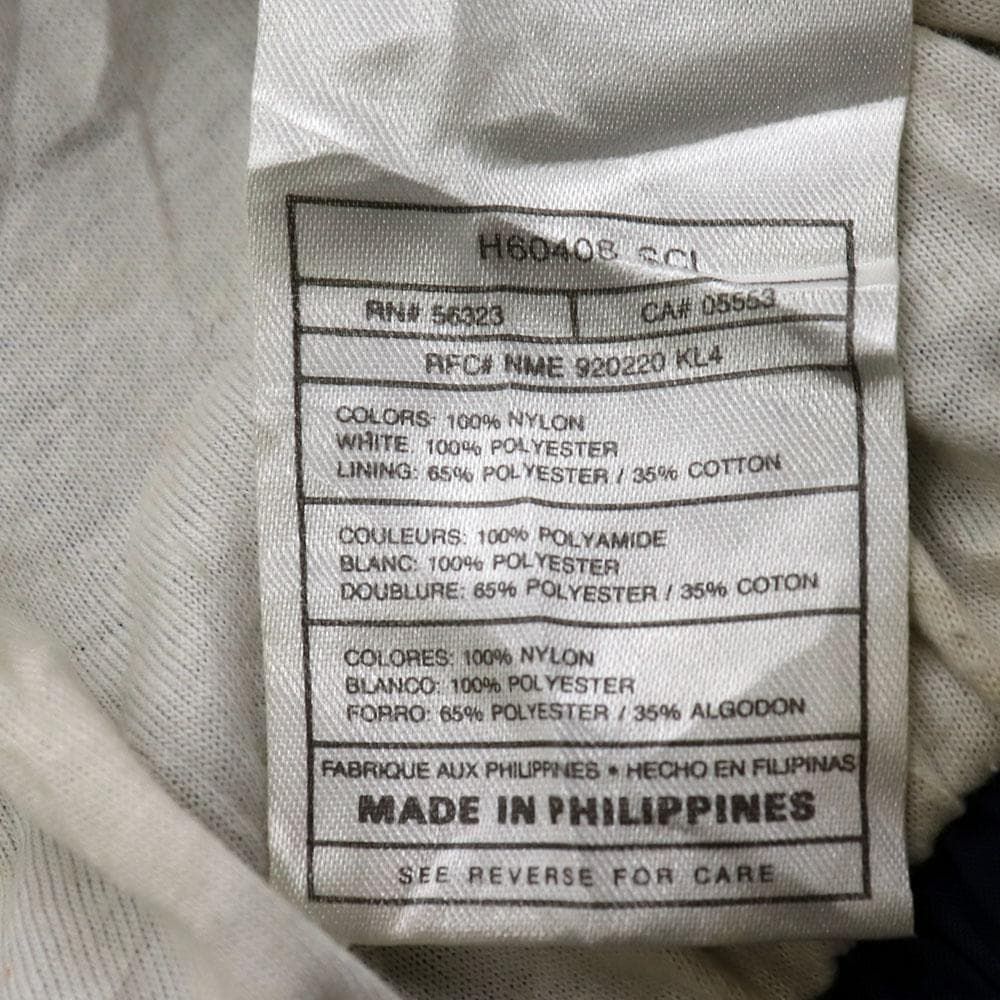 H60408 SCI
RN# 56323 CA# 05553
RFC# NME 920220 KL4
COLORS: 100% NYLON
WHITE: 100% POLYESTER
LINING: 65% POLYESTER / 35% COTTON
COULEURS: 100% POLYAMIDE
BLANC: 100% POLYESTER
DOUBLURE: 65% POLYESTER / 35% COTON
COLORES: 100% NYLON
BLANCO: 100% POLYESTER
FORRO: 65% POLYESTER / 35% ALGODON
FABRIQUE AUX PHILIPPINES • HECHO EN FILIPINAS
MADE IN PHILIPPINES
SEE REVERSE FOR CARE